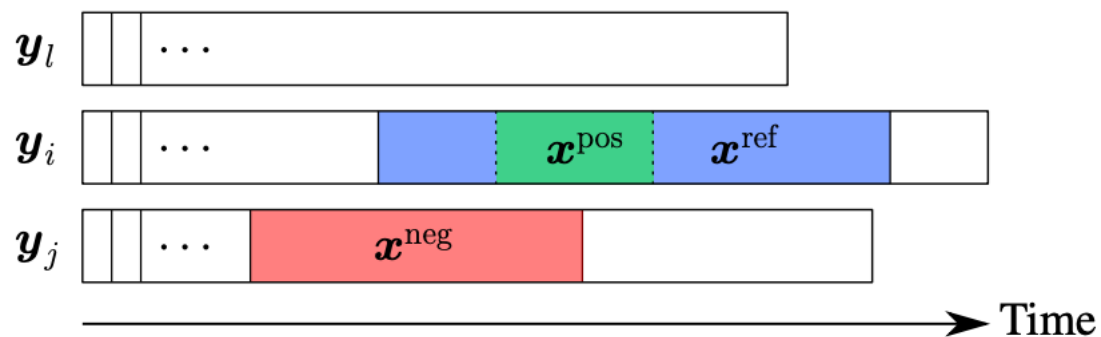 y_l ...
y_i ... x^pos x^ref
y_j ... x^neg
Time